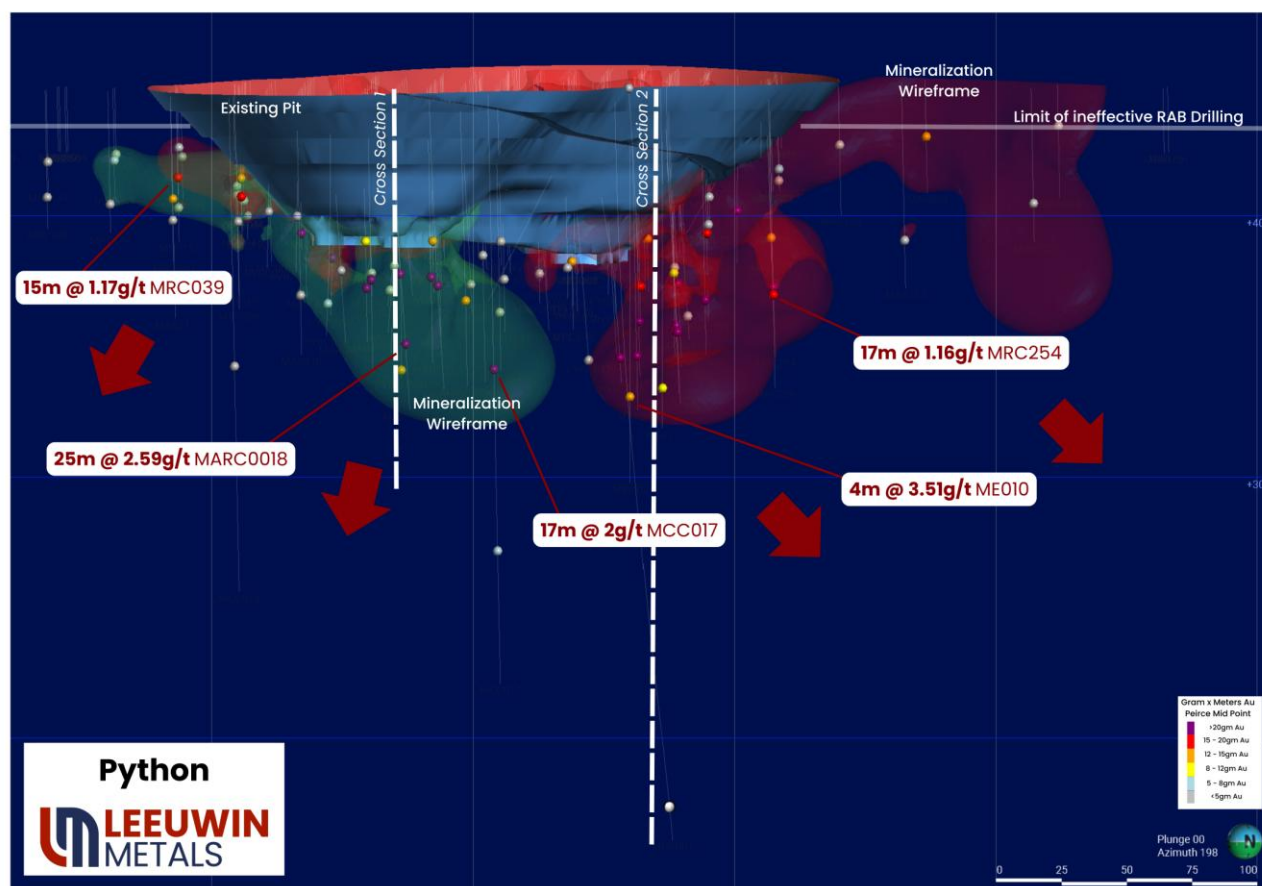 Mineralization
Wireframe
Existing Pit
Cross Section 1
Cross Section 2
Limit of ineffective RAB Drilling
15m @ 1.17g/t MRC039
17m @ 1.16g/t MRC254
Mineralization
Wireframe
25m @ 2.59g/t MARC0018
4m @ 3.51g/t ME010
17m @ 2g/t MCC017
Gram x Meters Au
Peirce Mid Point
>20gm Au
15 - 20gm Au
12 - 15gm Au
8 - 12gm Au
5 - 8gm Au
<5gm Au
Python
LEEUWIN
METALS
Plunge 00
Azimuth 198
N
0 25 50 75 100